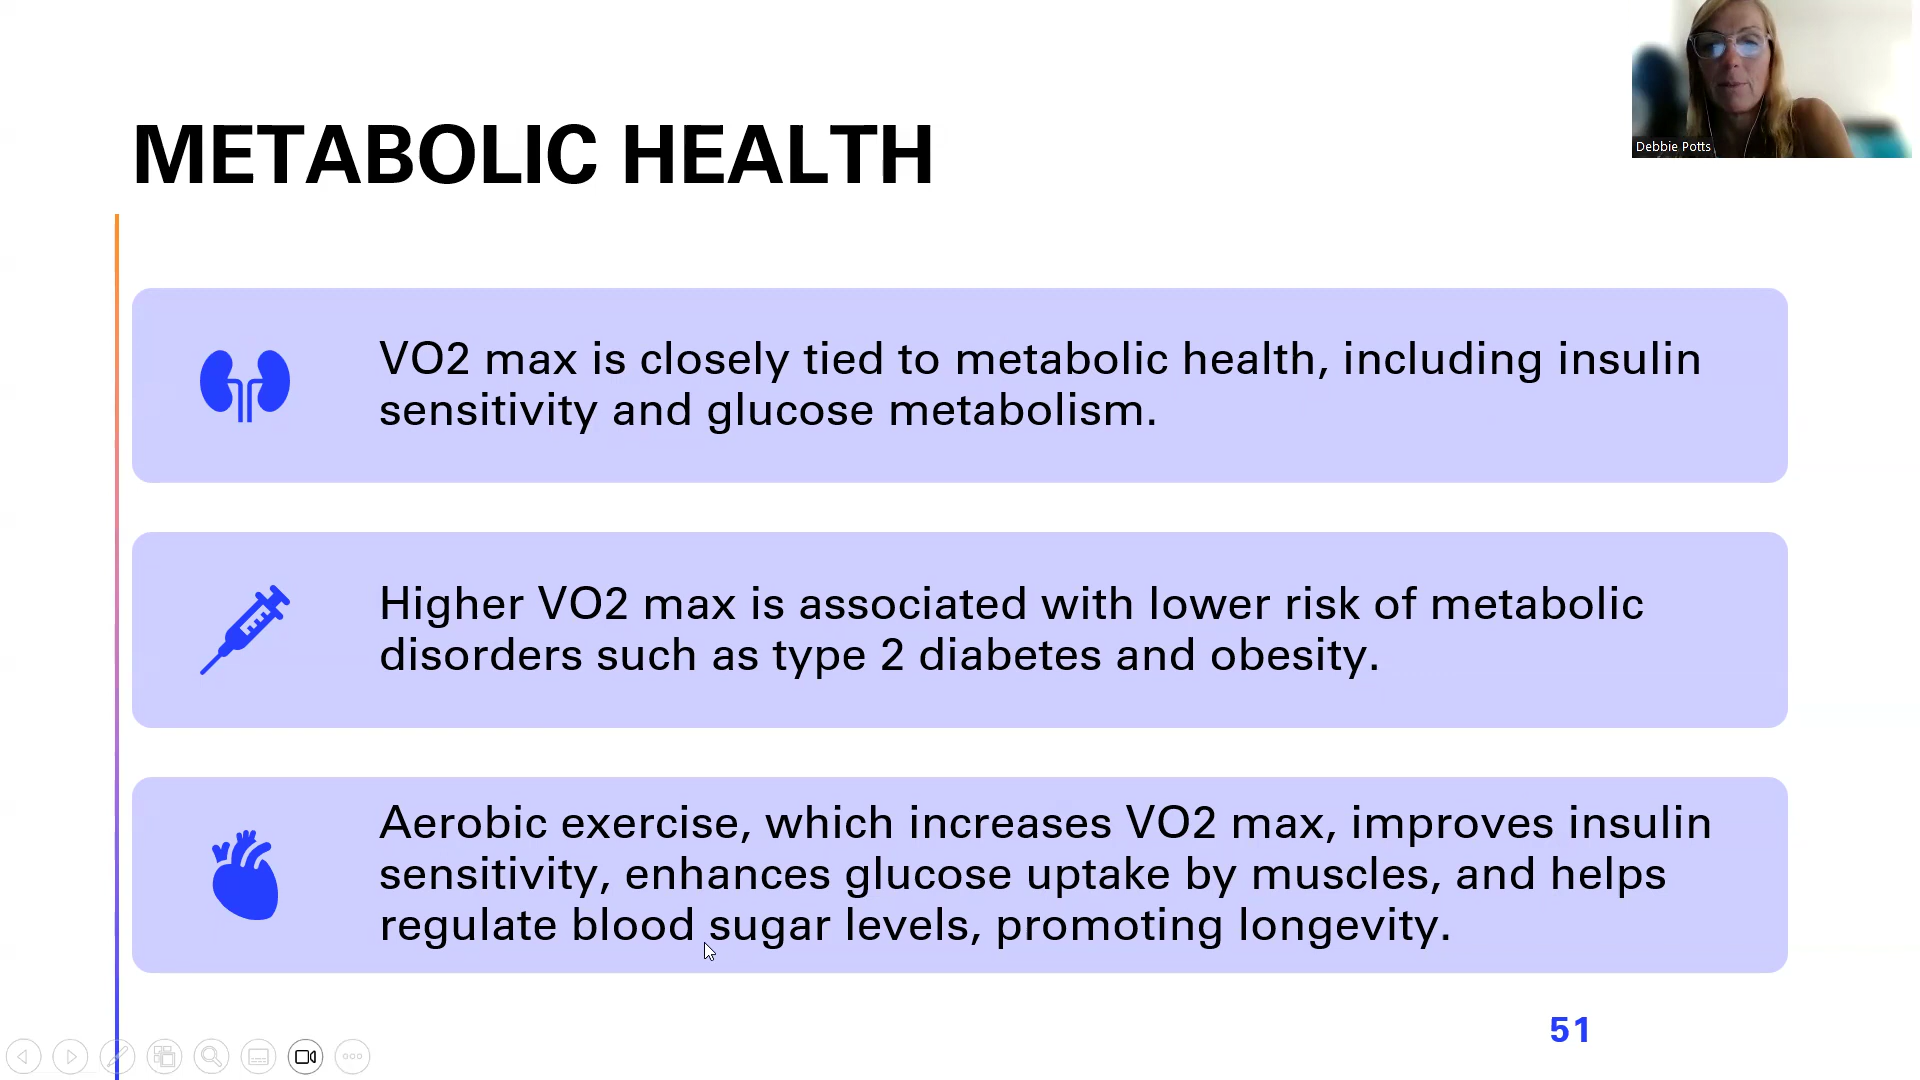 Debbie Potts
METABOLIC HEALTH
VO2 max is closely tied to metabolic health, including insulin
sensitivity and glucose metabolism.
Higher VO2 max is associated with lower risk of metabolic
disorders such as type 2 diabetes and obesity.
Aerobic exercise, which increases VO2 max, improves insulin
sensitivity, enhances glucose uptake by muscles, and helps
regulate blood sugar levels, promoting longevity.
51